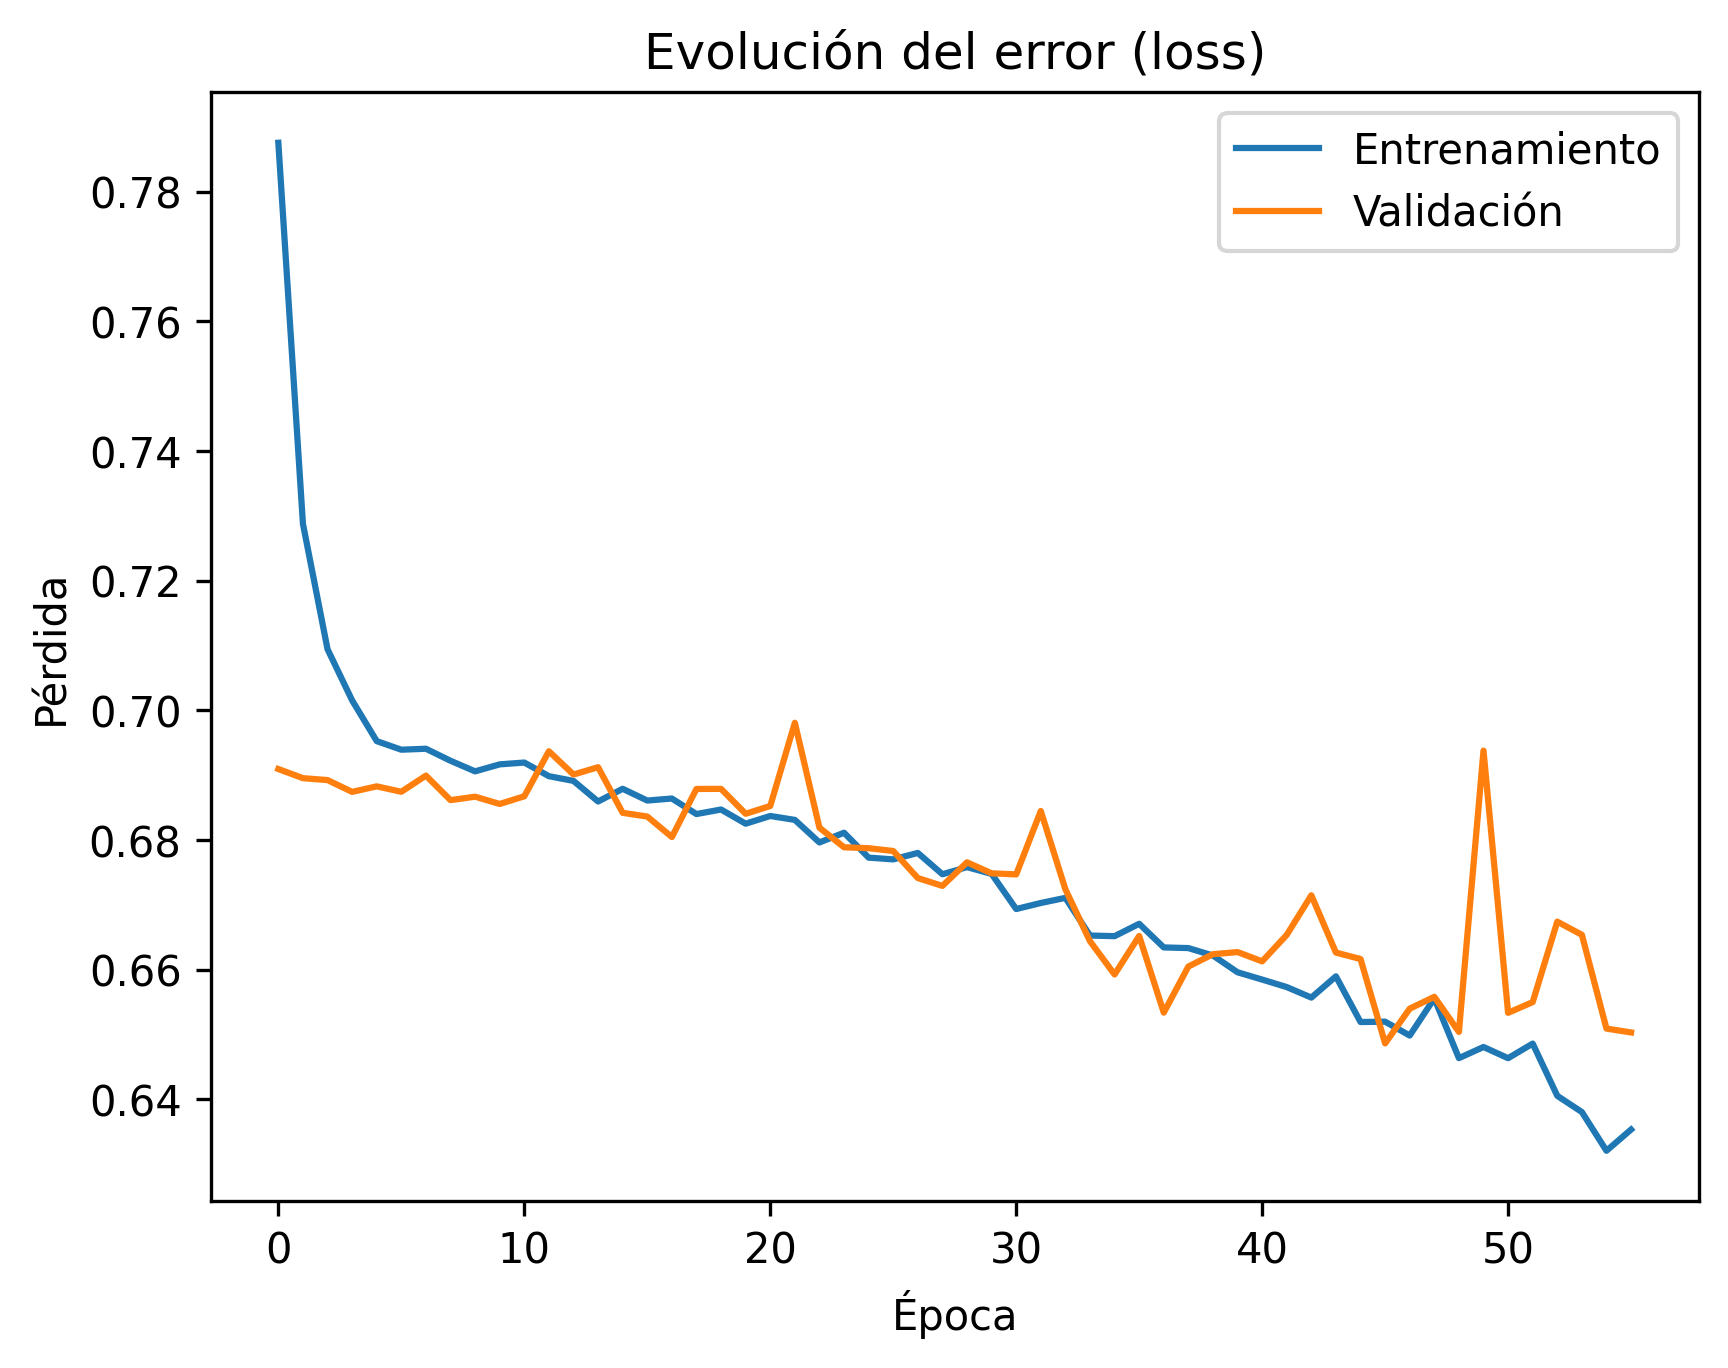 Evolución del error (loss)
Entrenamiento
Validación
0.78
0.76
0.74
0.72
0.70
0.68
0.66
0.64
Pérdida
0 10 20 30 40 50
Época